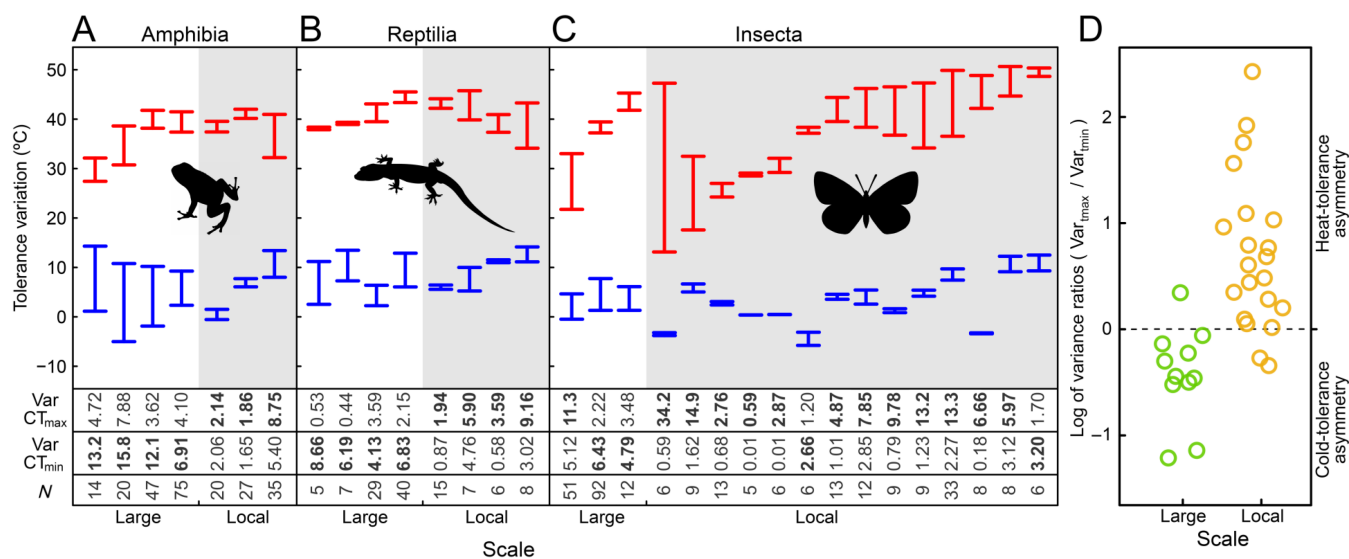 A Amphibia B Reptilia C Insecta D
Tolerance variation (ºC)
50
40
30
20
10
0
−10
Var CTmax 4.72 7.88 3.62 4.10 2.14 1.86 8.75 0.53 0.44 3.59 2.15 1.94 5.90 3.59 9.16 11.3 2.22 3.48 34.2 14.9 2.76 0.59 2.87 1.20 4.87 7.85 9.78 13.2 13.3 6.66 5.97 1.70
Var CTmin 13.2 15.8 12.1 6.91 2.06 1.65 5.40 8.66 6.19 4.13 6.83 0.87 4.76 0.58 3.02 5.12 6.43 4.79 0.59 1.62 0.68 0.01 0.01 2.66 1.01 2.85 0.79 1.23 2.27 0.18 3.12 3.20
N 14 20 47 75 20 27 35 5 7 29 40 15 7 6 8 51 92 12 6 9 13 5 6 6 13 12 9 9 33 8 8 6
Large Local Large Local Large Local
Scale
Log of variance ratios ( Vartmax / Vartmin )
2
1
0
−1
Large Local
Scale
Heat-tolerance
asymmetry
Cold-tolerance
asymmetry